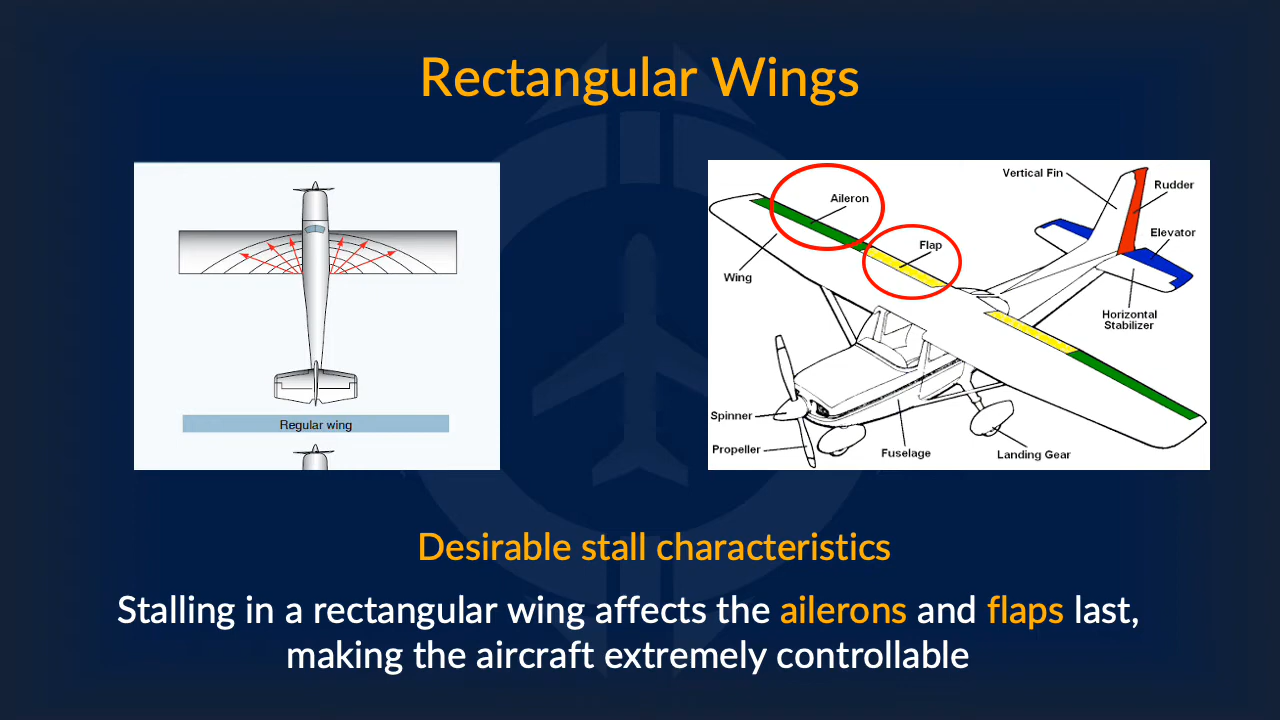 Rectangular Wings
Regular wing
Vertical Fin
Rudder
Aileron
Flap
Elevator
Wing
Horizontal
Stabilizer
Spinner
Propeller
Fuselage
Landing Gear
Desirable stall characteristics
Stalling in a rectangular wing affects the ailerons and flaps last,
making the aircraft extremely controllable